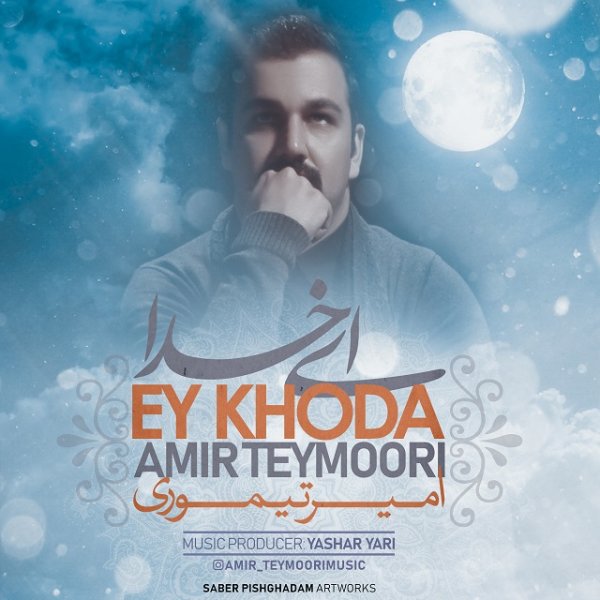 ای خدا
EY KHODA
AMIR TEYMOORI
امیر تیموری
MUSIC PRODUCER: YASHAR YARI
@AMIR_TEYMOORIMUSIC
SABER PISHGHADAM ARTWORKS